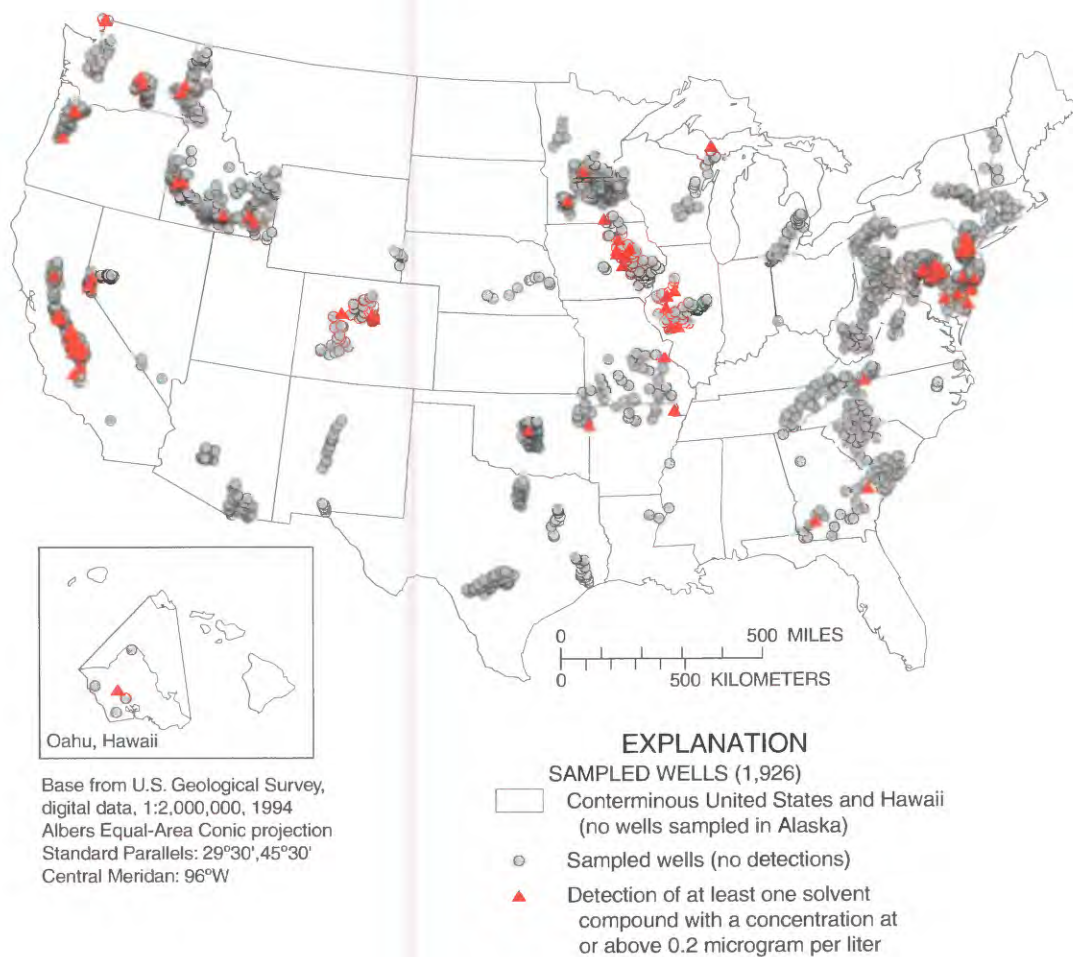 0 500 MILES
0 500 KILOMETERS
Oahu, Hawaii
Base from U.S. Geological Survey,
digital data, 1:2,000,000, 1994
Albers Equal-Area Conic projection
Standard Parallels: 29°30',45°30'
Central Meridan: 96°W
EXPLANATION
SAMPLED WELLS (1,926)
Conterminous United States and Hawaii
(no wells sampled in Alaska)
Sampled wells (no detections)
Detection of at least one solvent
compound with a concentration at
or above 0.2 microgram per liter